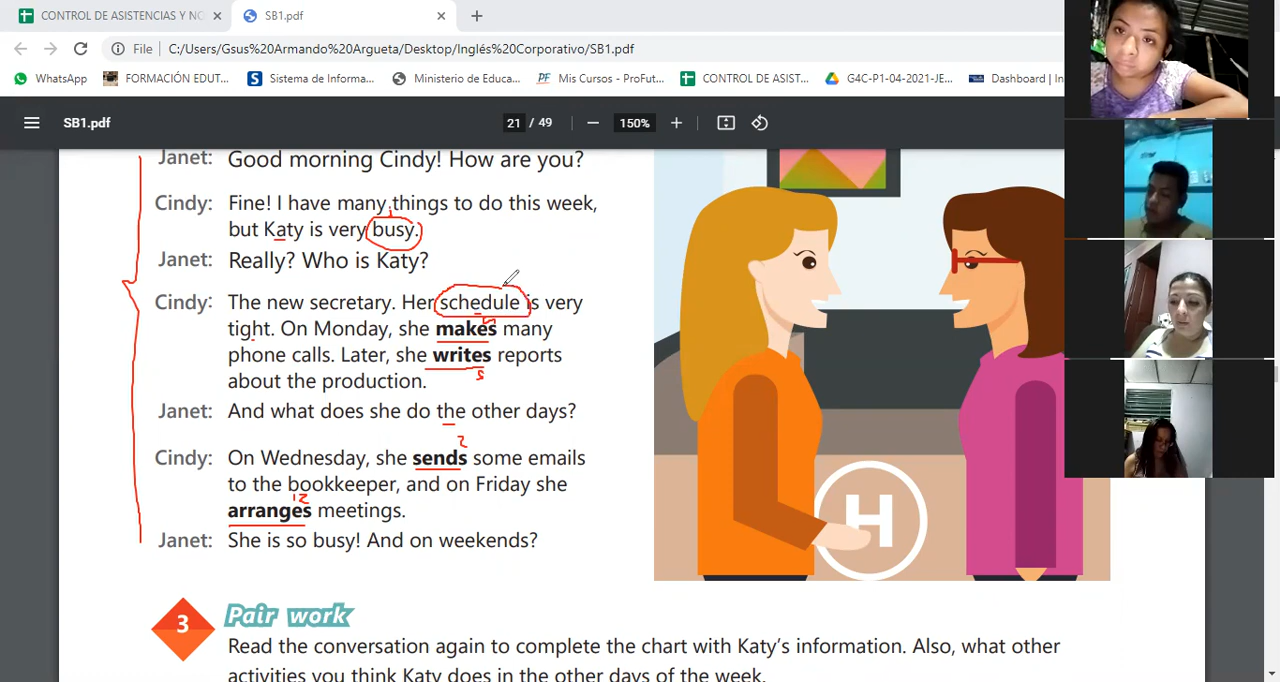 CONTROL DE ASISTENCIAS Y NO
SB1.pdf
File
C:/Users/Gsus%20Armando%20Argueta/Desktop/Inglés%20Corporativo/SB1.pdf
WhatsApp
FORMACIÓN EDUT...
Sistema de Informa...
Ministerio de Educa...
PF Mis Cursos - ProFut...
CONTROL DE ASIST...
G4C-P1-04-2021-JE...
Dashboard | In
SB1.pdf
21 / 49
150%
Janet: Good morning Cindy! How are you?
Cindy: Fine! I have many things to do this week,
but Katy is very busy.
Janet: Really? Who is Katy?
Cindy: The new secretary. Her schedule is very
tight. On Monday, she makes many
phone calls. Later, she writes reports
s
about the production.
Janet: And what does she do the other days?
Cindy: On Wednesday, she sends some emails
to the bookkeeper, and on Friday she
arranges meetings.
Janet: She is so busy! And on weekends?
H
3 Pair work
Read the conversation again to complete the chart with Katy's information. Also, what other
activities you think Katy does in the other days of the week.